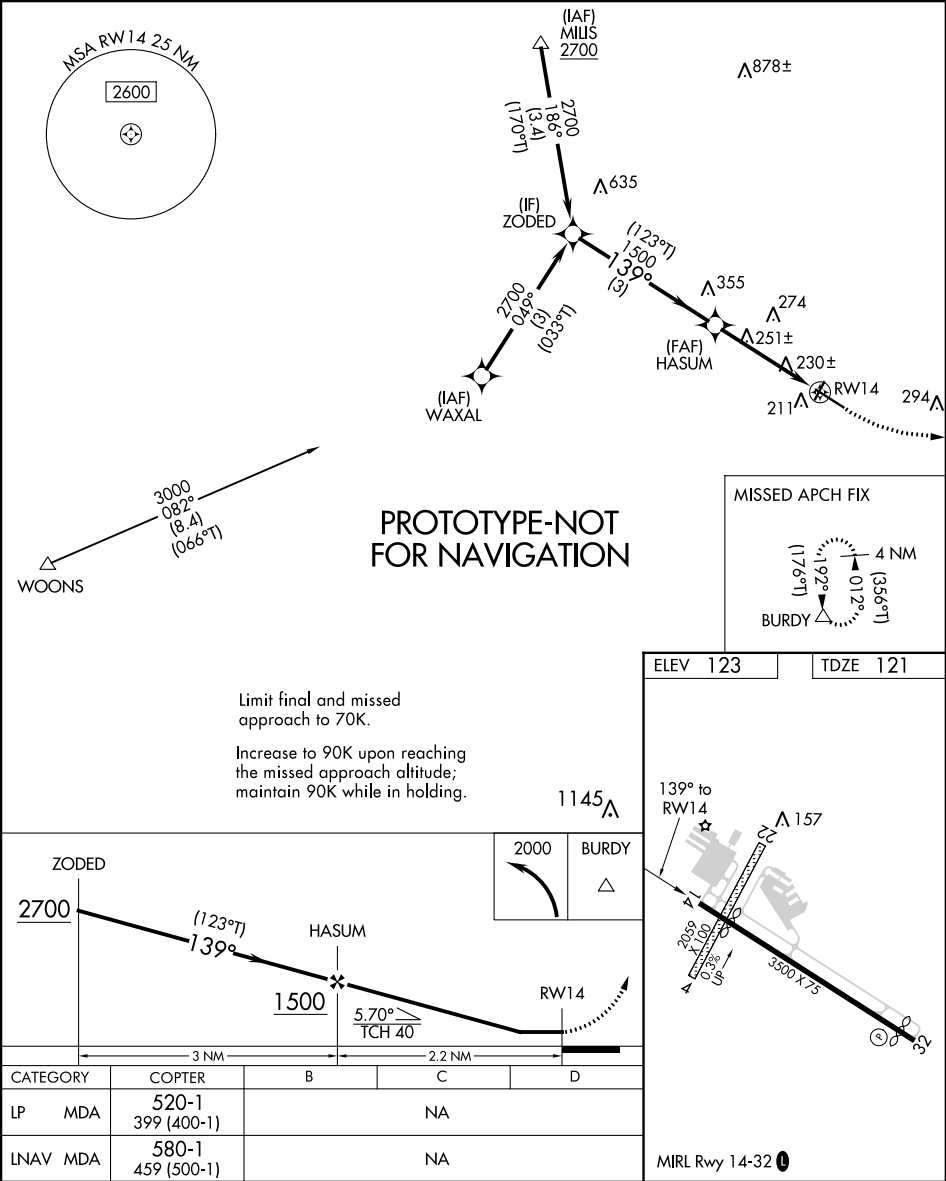 MSA RW14 25 NM
2600
(IAF)
MILIS
2700
878±
2700
186°
(3.4)
(170°T)
635
(IF)
ZODED
(123°T)
1500
139°
(3)
355
274
251±
230±
(FAF)
HASUM
RW14
211
294
2700
049°
(3)
(033°T)
(IAF)
WAXAL
3000
082°
(8.4)
(066°T)
WOONS
PROTOTYPE-NOT
FOR NAVIGATION
MISSED APCH FIX
4 NM
(176°T)
192°
012°
(356°T)
BURDY
Limit final and missed
approach to 70K.
Increase to 90K upon reaching
the missed approach altitude;
maintain 90K while in holding.
1145
ELEV 123
TDZE 121
139° to
RW14
157
22
14
2059
X 100
0.3%
UP
4
3500 X 75
P
32
MIRL Rwy 14-32 L
ZODED
2700
(123°T)
139°
HASUM
1500
5.70°
TCH 40
RW14
2000
BURDY
3 NM
2.2 NM
CATEGORY COPTER B C D
LP MDA 520-1 NA
399 (400-1)
LNAV MDA 580-1 NA
459 (500-1)